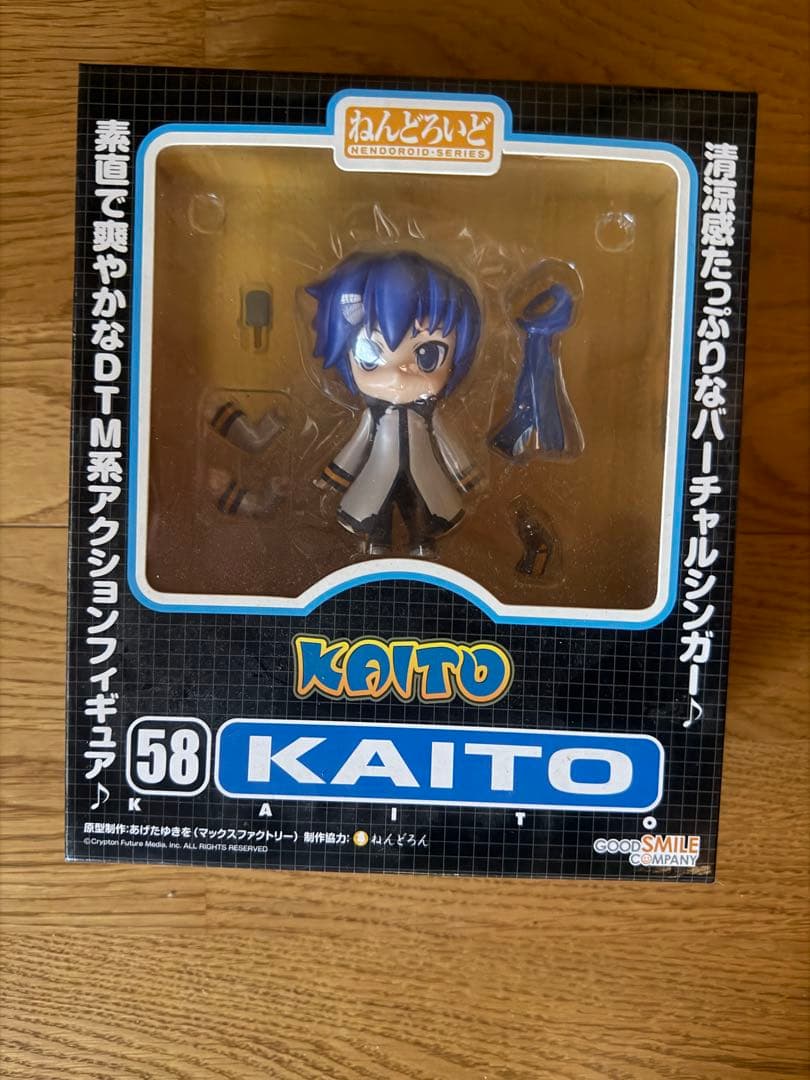 ねんどろいど
NENDOROID・SERIES
清涼感たっぷりなバーチャルシンガー♪
素直で爽やかなDTM系アクションフィギュア♪
KAITO
58
KAITO
KAITO
原型制作:あげたゆきを(マックスファクトリー) 制作協力:ねんどろん
©Crypton Future Media, Inc. ALL RIGHTS RESERVED
GOOD SMILE
COMPANY